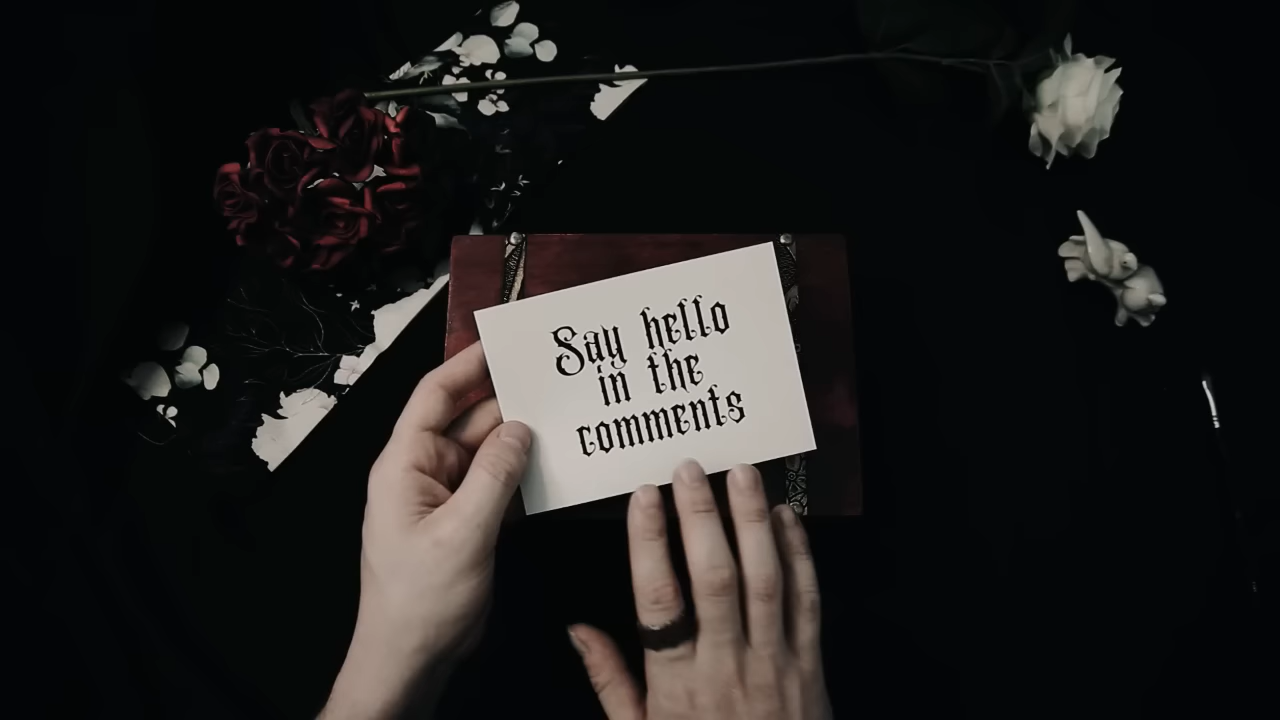 Say hello
in the
comments